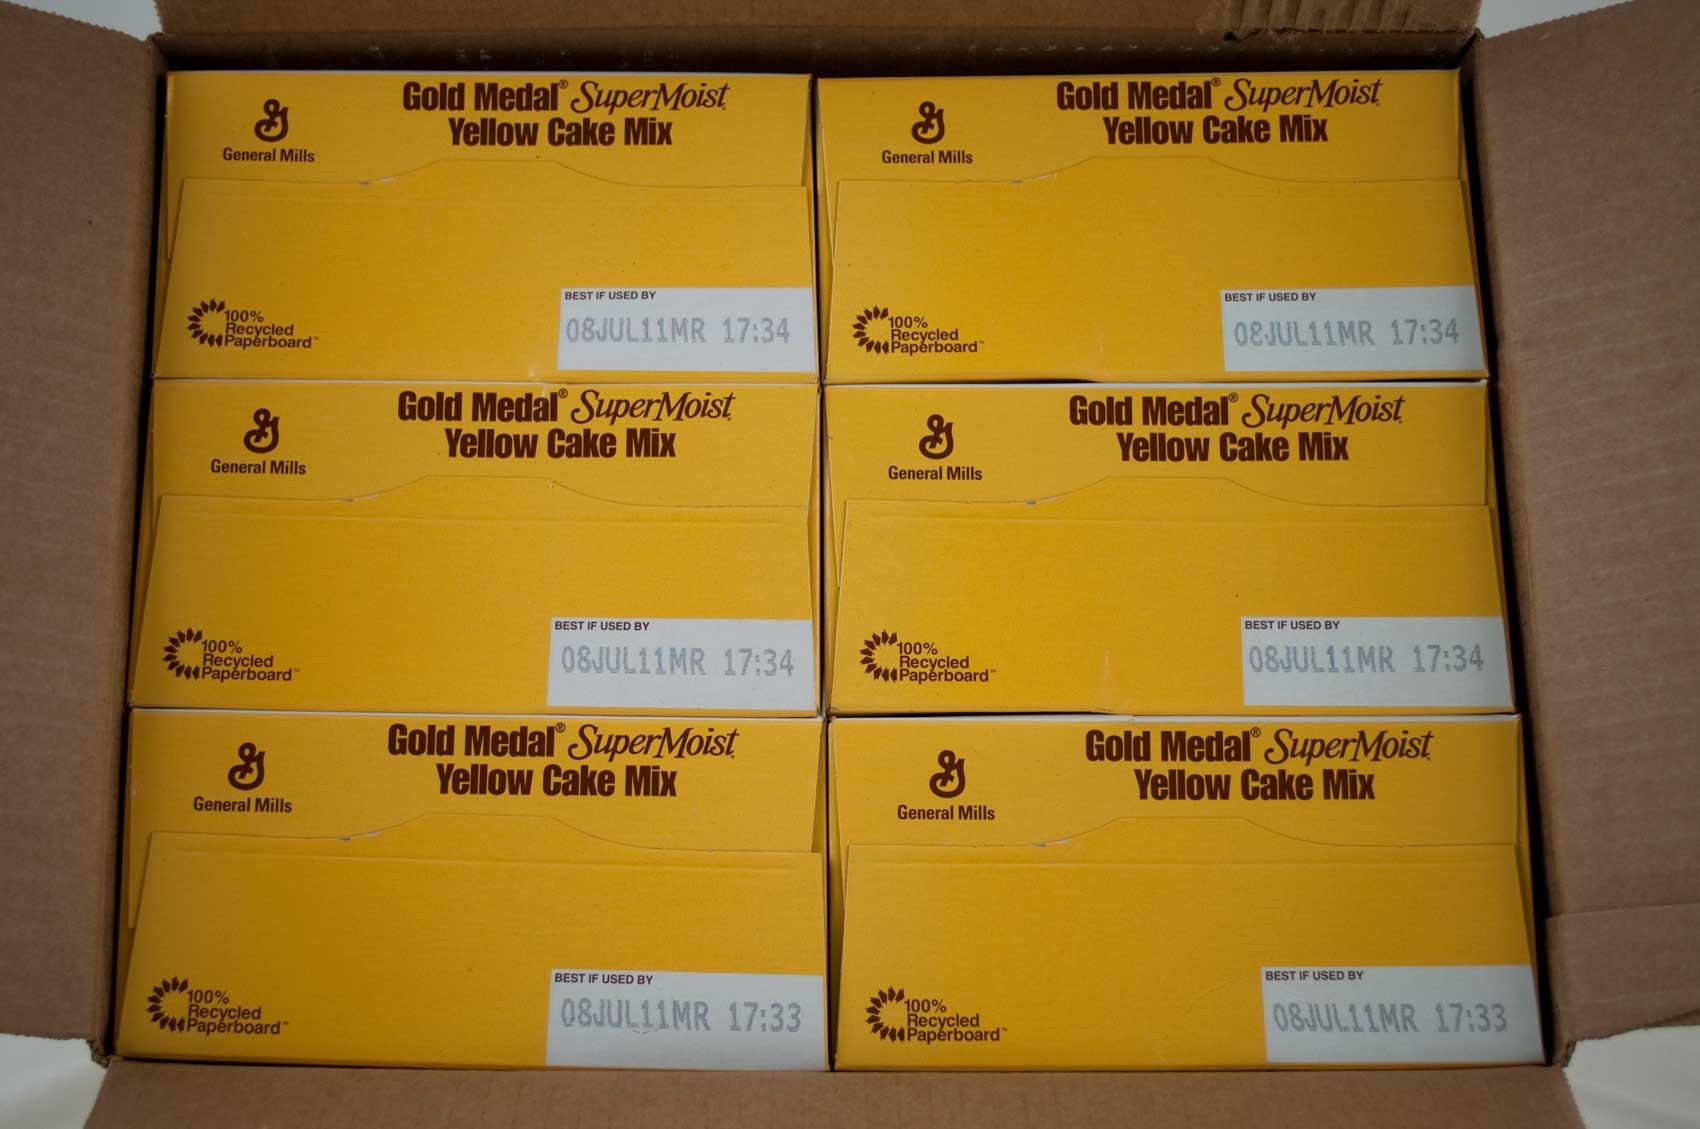 Gold Medal® SuperMoist®
Yellow Cake Mix
General Mills
100%
Recycled
Paperboard™
BEST IF USED BY
08JUL11MR 17:34
Gold Medal® SuperMoist®
Yellow Cake Mix
General Mills
100%
Recycled
Paperboard™
BEST IF USED BY
08JUL11MR 17:34
Gold Medal® SuperMoist®
Yellow Cake Mix
General Mills
100%
Recycled
Paperboard™
BEST IF USED BY
08JUL11MR 17:34
Gold Medal® SuperMoist®
Yellow Cake Mix
General Mills
100%
Recycled
Paperboard™
BEST IF USED BY
08JUL11MR 17:34
Gold Medal® SuperMoist®
Yellow Cake Mix
General Mills
100%
Recycled
Paperboard™
BEST IF USED BY
08JUL11MR 17:33
Gold Medal® SuperMoist®
Yellow Cake Mix
General Mills
100%
Recycled
Paperboard™
BEST IF USED BY
08JUL11MR 17:33